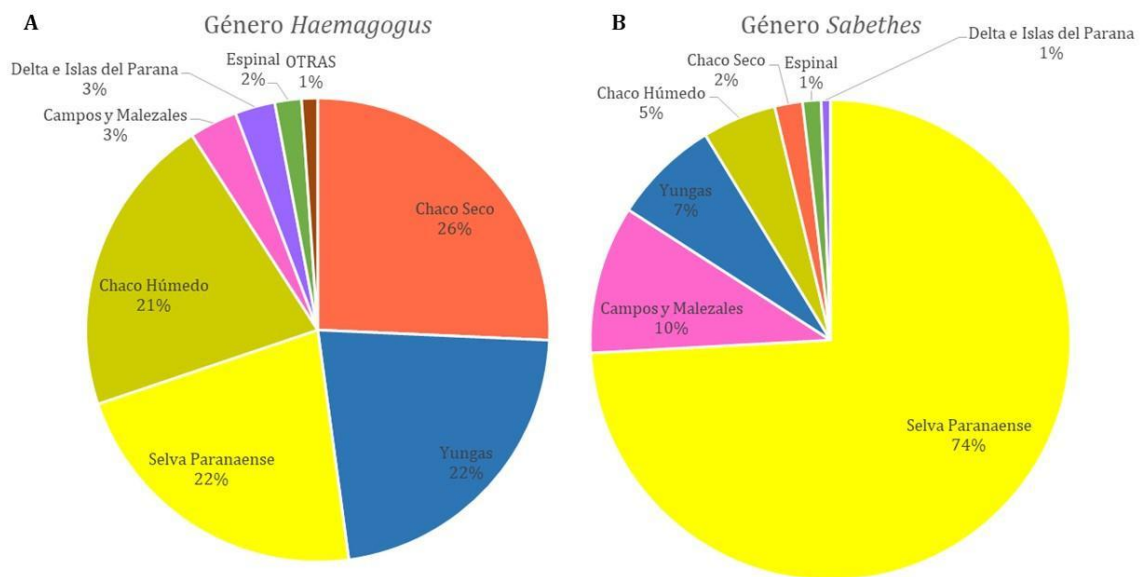 A
Género Haemagogus
Espinal
2%
OTRAS
1%
Delta e Islas del Parana
3%
Campos y Malezales
3%
Chaco Seco
26%
Chaco Húmedo
21%
Selva Paranaense
22%
Yungas
22%
B
Género Sabethes
Delta e Islas del Parana
1%
Espinal
1%
Chaco Seco
2%
Chaco Húmedo
5%
Yungas
7%
Campos y Malezales
10%
Selva Paranaense
74%